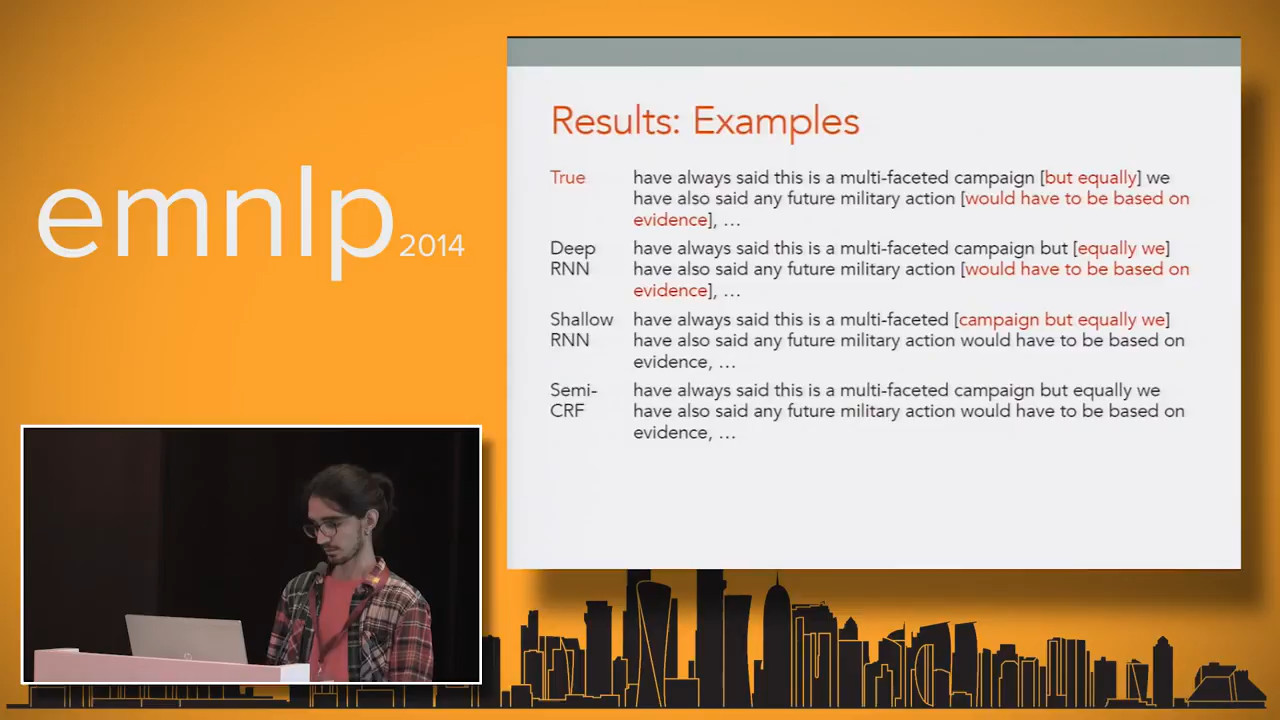 emnlp 2014
Results: Examples
True have always said this is a multi-faceted campaign [but equally] we
have also said any future military action [would have to be based on
evidence], …
Deep have always said this is a multi-faceted campaign but [equally we]
RNN have also said any future military action [would have to be based on
evidence], …
Shallow have always said this is a multi-faceted [campaign but equally we]
RNN have also said any future military action would have to be based on
evidence, …
Semi- have always said this is a multi-faceted campaign but equally we
CRF have also said any future military action would have to be based on
evidence, …